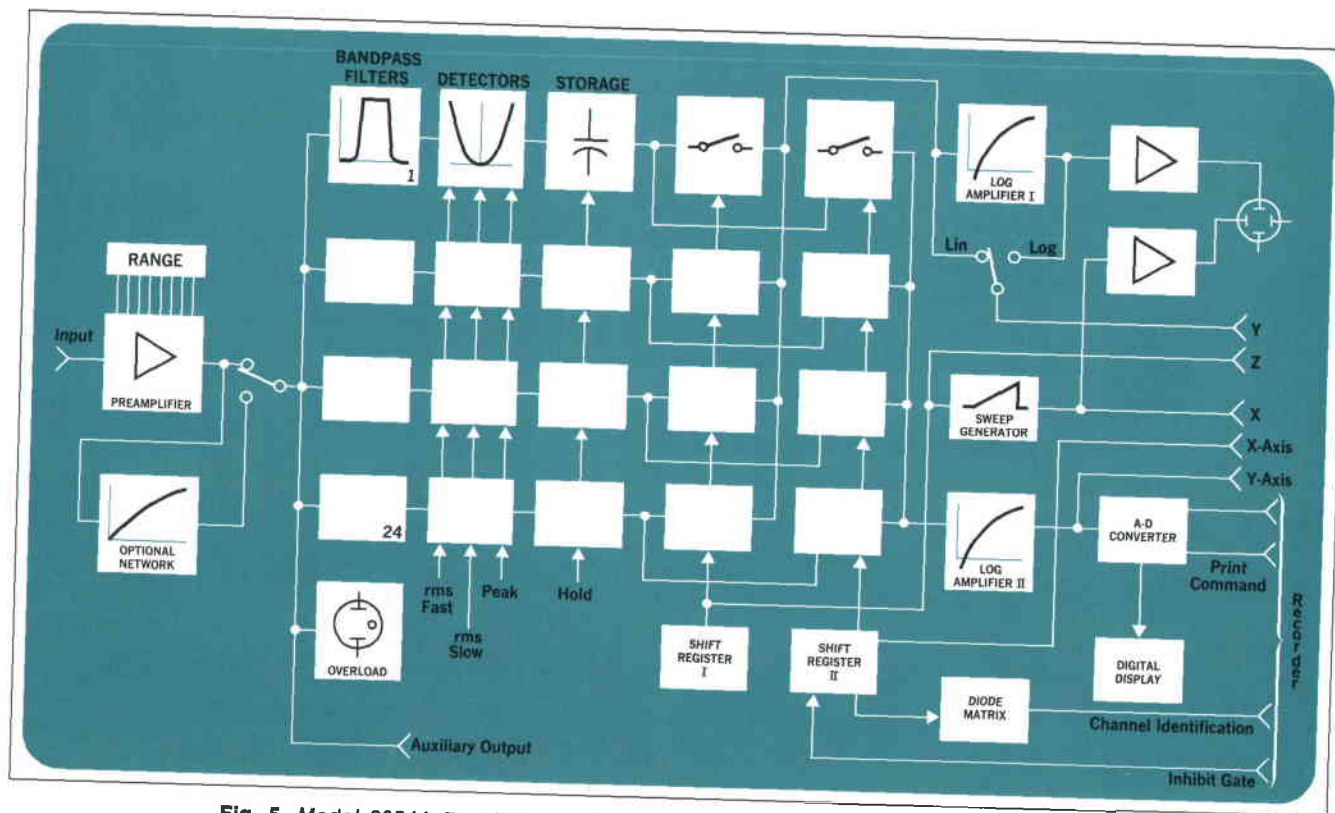 BANDPASS
FILTERS
DETECTORS
STORAGE
1
LOG
AMPLIFIER I
RANGE
Lin
Log
Input
PREAMPLIFIER
Y
Z
SWEEP
GENERATOR
X
X-Axis
Y-Axis
OPTIONAL
NETWORK
24
LOG
AMPLIFIER II
A-D
CONVERTER
Print
Command
rms
Fast
Peak
Hold
rms
Slow
OVERLOAD
SHIFT
REGISTER
I
SHIFT
REGISTER
II
DIODE
MATRIX
DIGITAL
DISPLAY
Recorder
Channel Identification
Auxiliary Output
Inhibit Gate